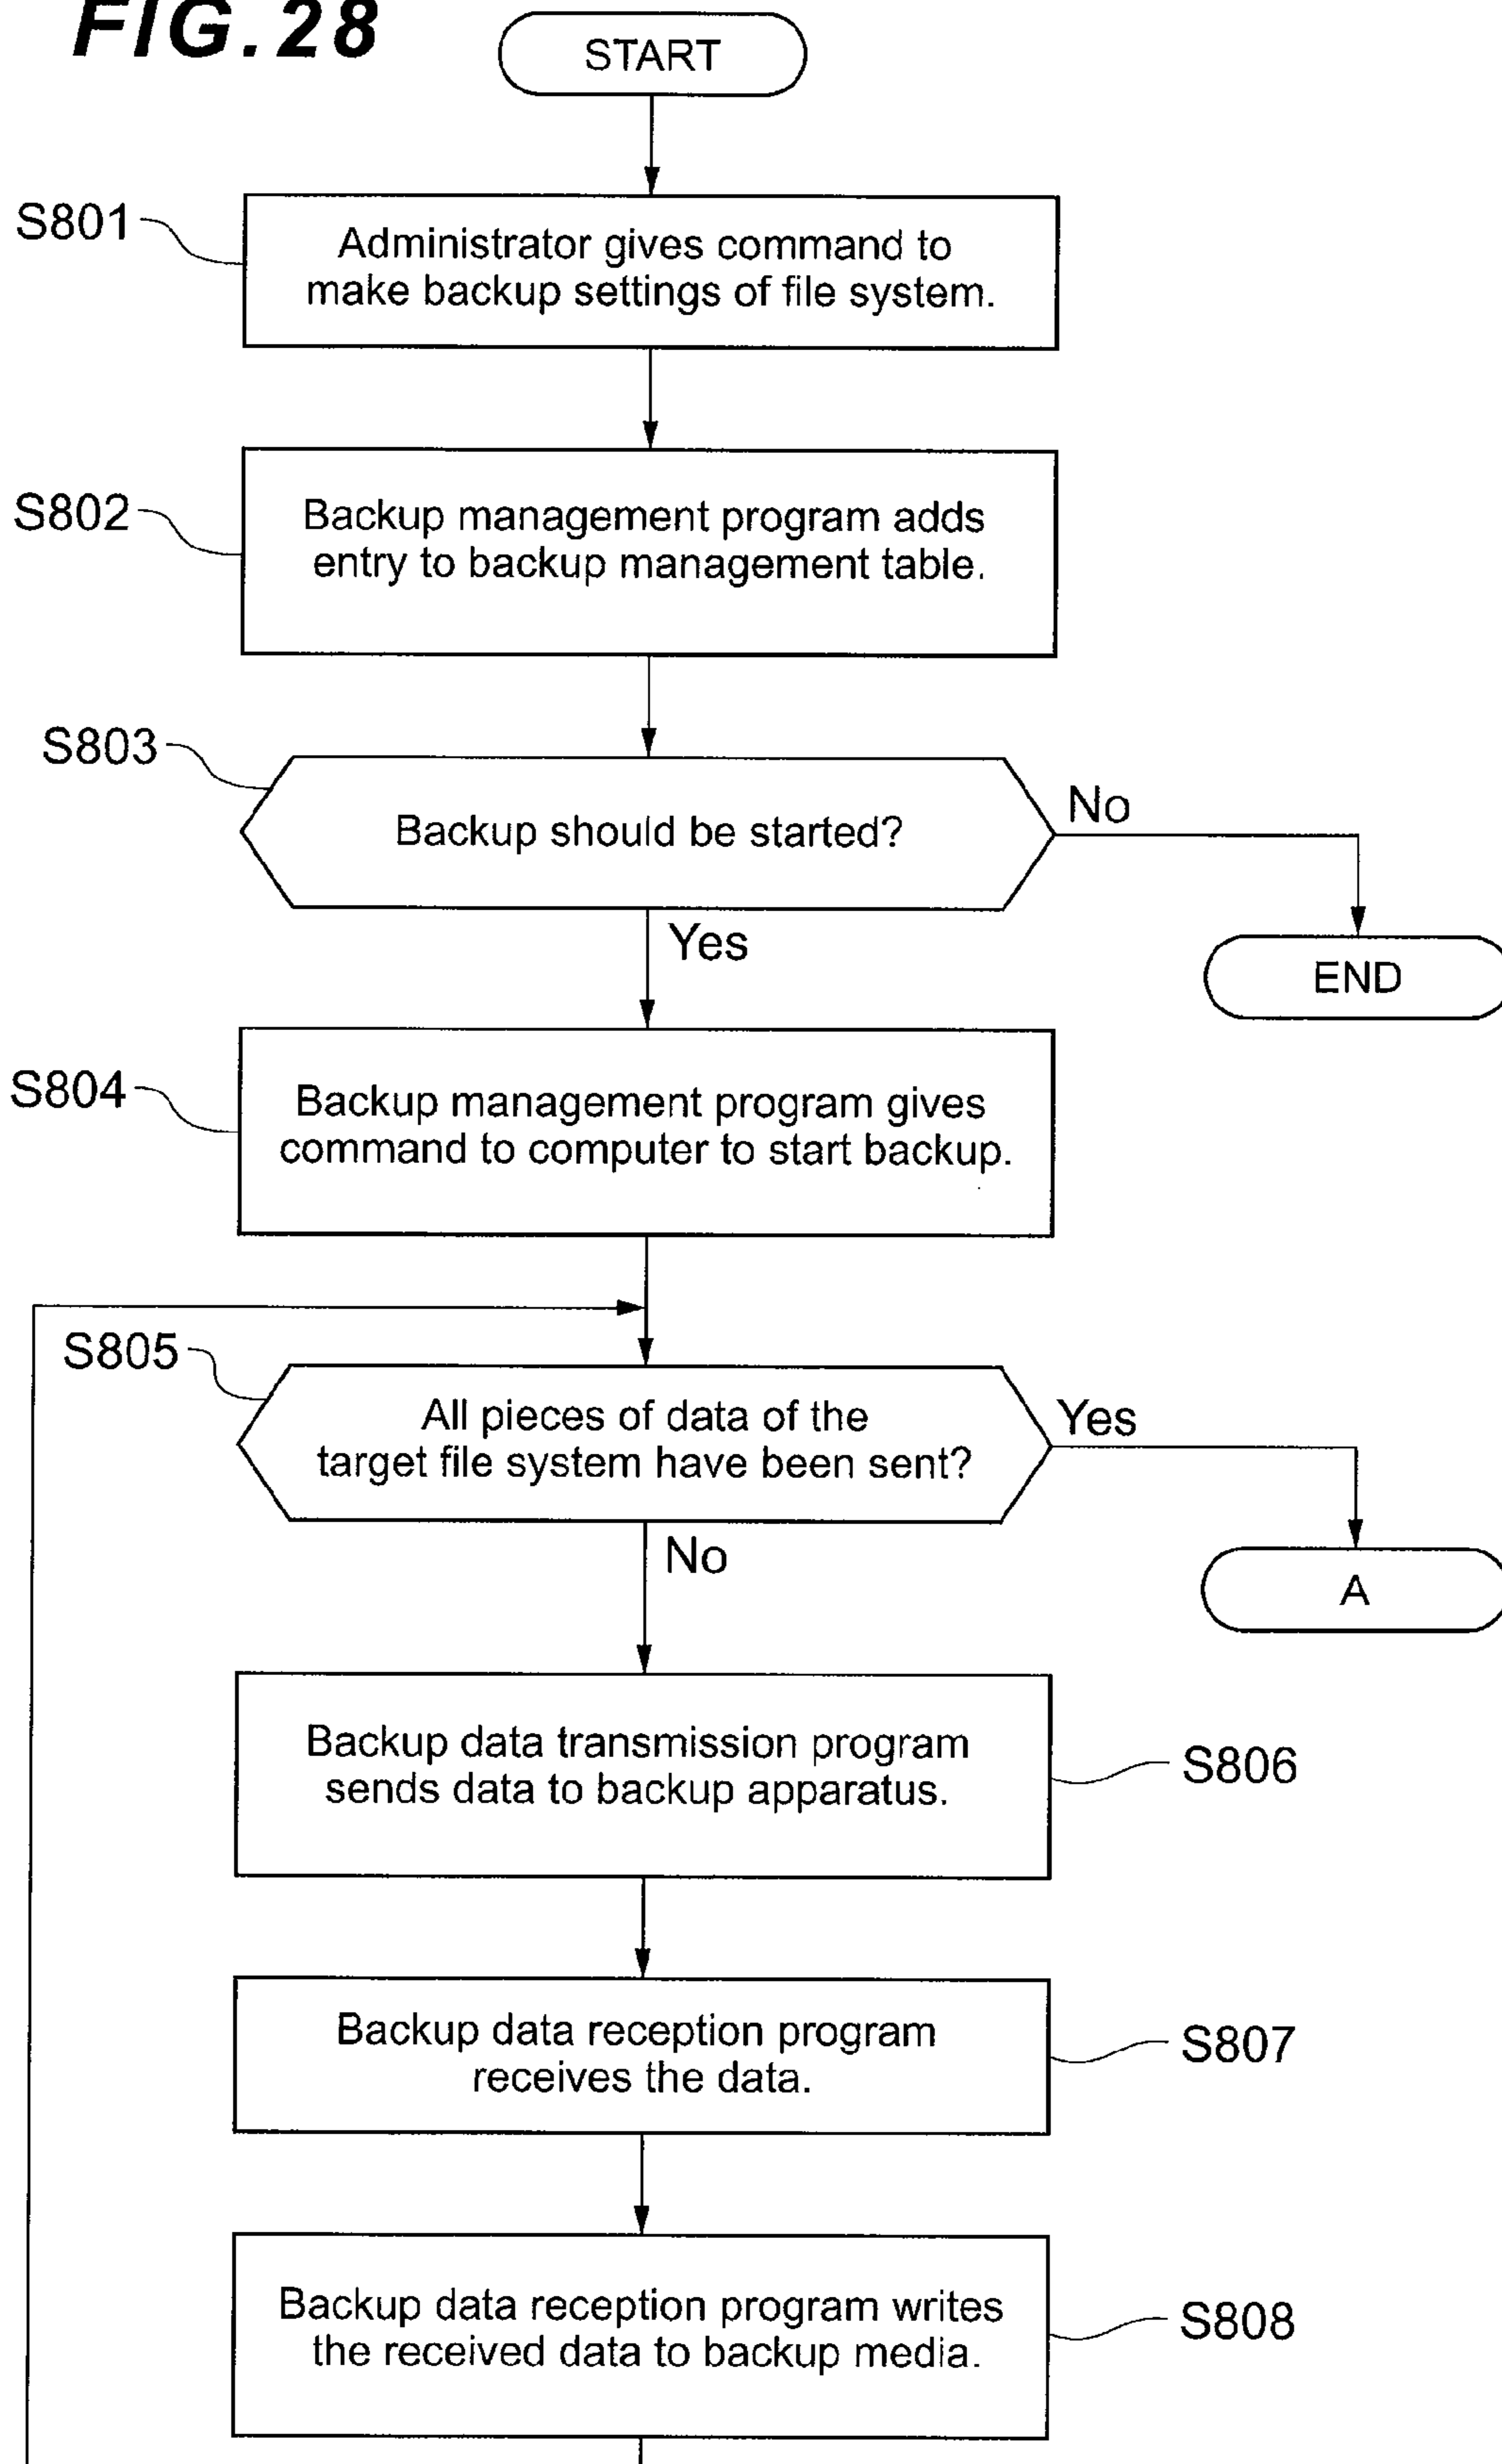 FIG.28
START
S801
Administrator gives command to
make backup settings of file system.
S802
Backup management program adds
entry to backup management table.
S803
Backup should be started?
No
Yes
END
S804
Backup management program gives
command to computer to start backup.
S805
All pieces of data of the
target file system have been sent?
Yes
No
A
Backup data transmission program
sends data to backup apparatus.
S806
Backup data reception program
receives the data.
S807
Backup data reception program writes
the received data to backup media.
S808